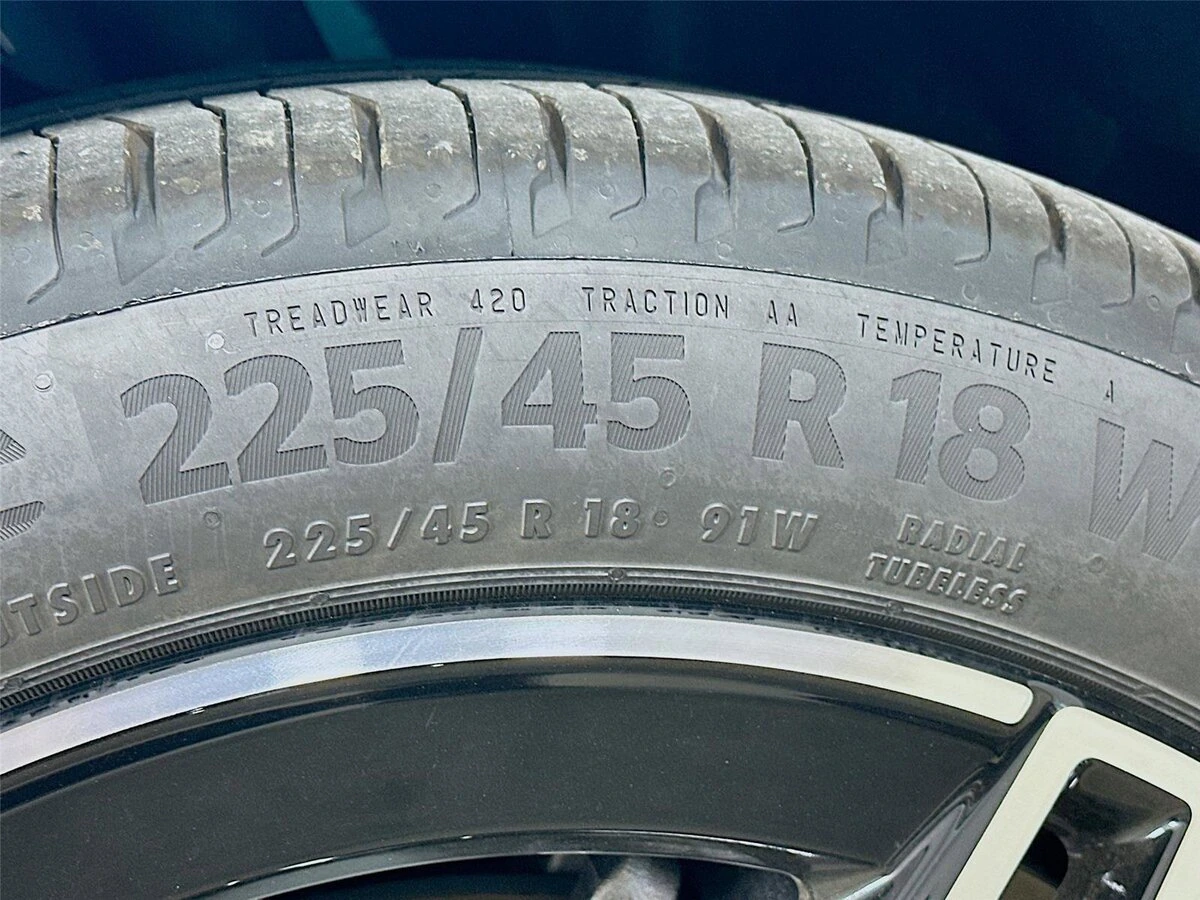 TREADWEAR 420 TRACTION AA TEMPERATURE A
225/45 R 18 W
225/45 R 18 91W
RADIAL
TUBELESS